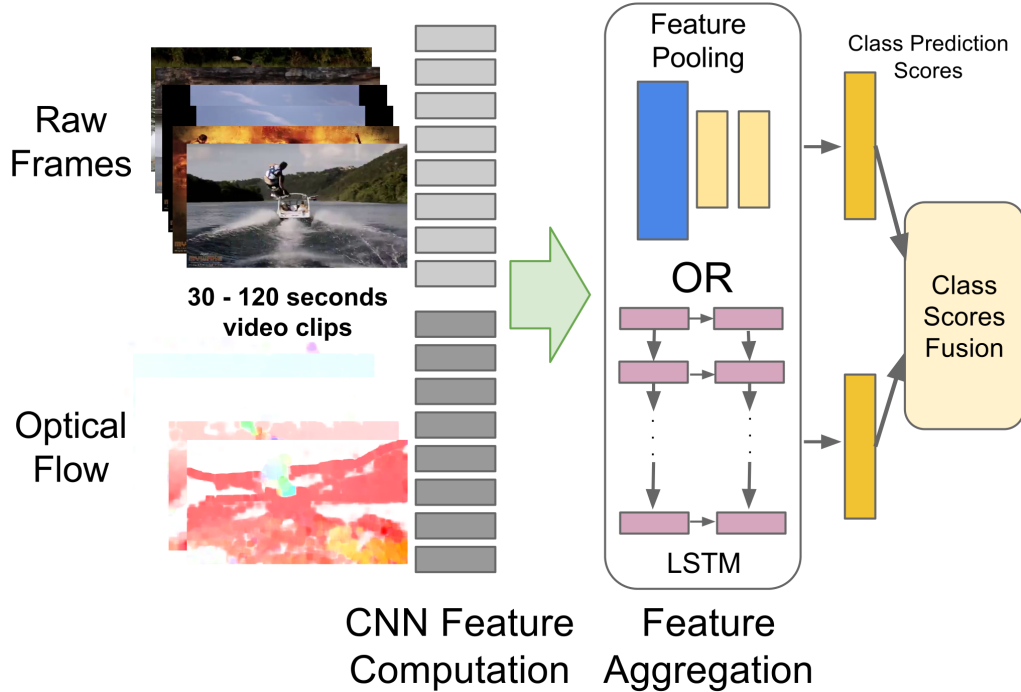 Raw
Frames
30 - 120 seconds
video clips
Optical
Flow
CNN Feature
Computation
Feature
Pooling
OR
LSTM
Feature
Aggregation
Class Prediction
Scores
Class
Scores
Fusion